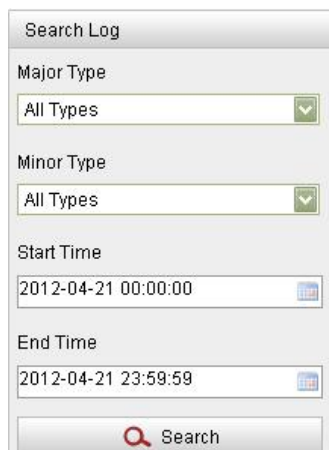 Search Log
Major Type
All Types
Minor Type
All Types
Start Time
2012-04-21 00:00:00
End Time
2012-04-21 23:59:59
Search